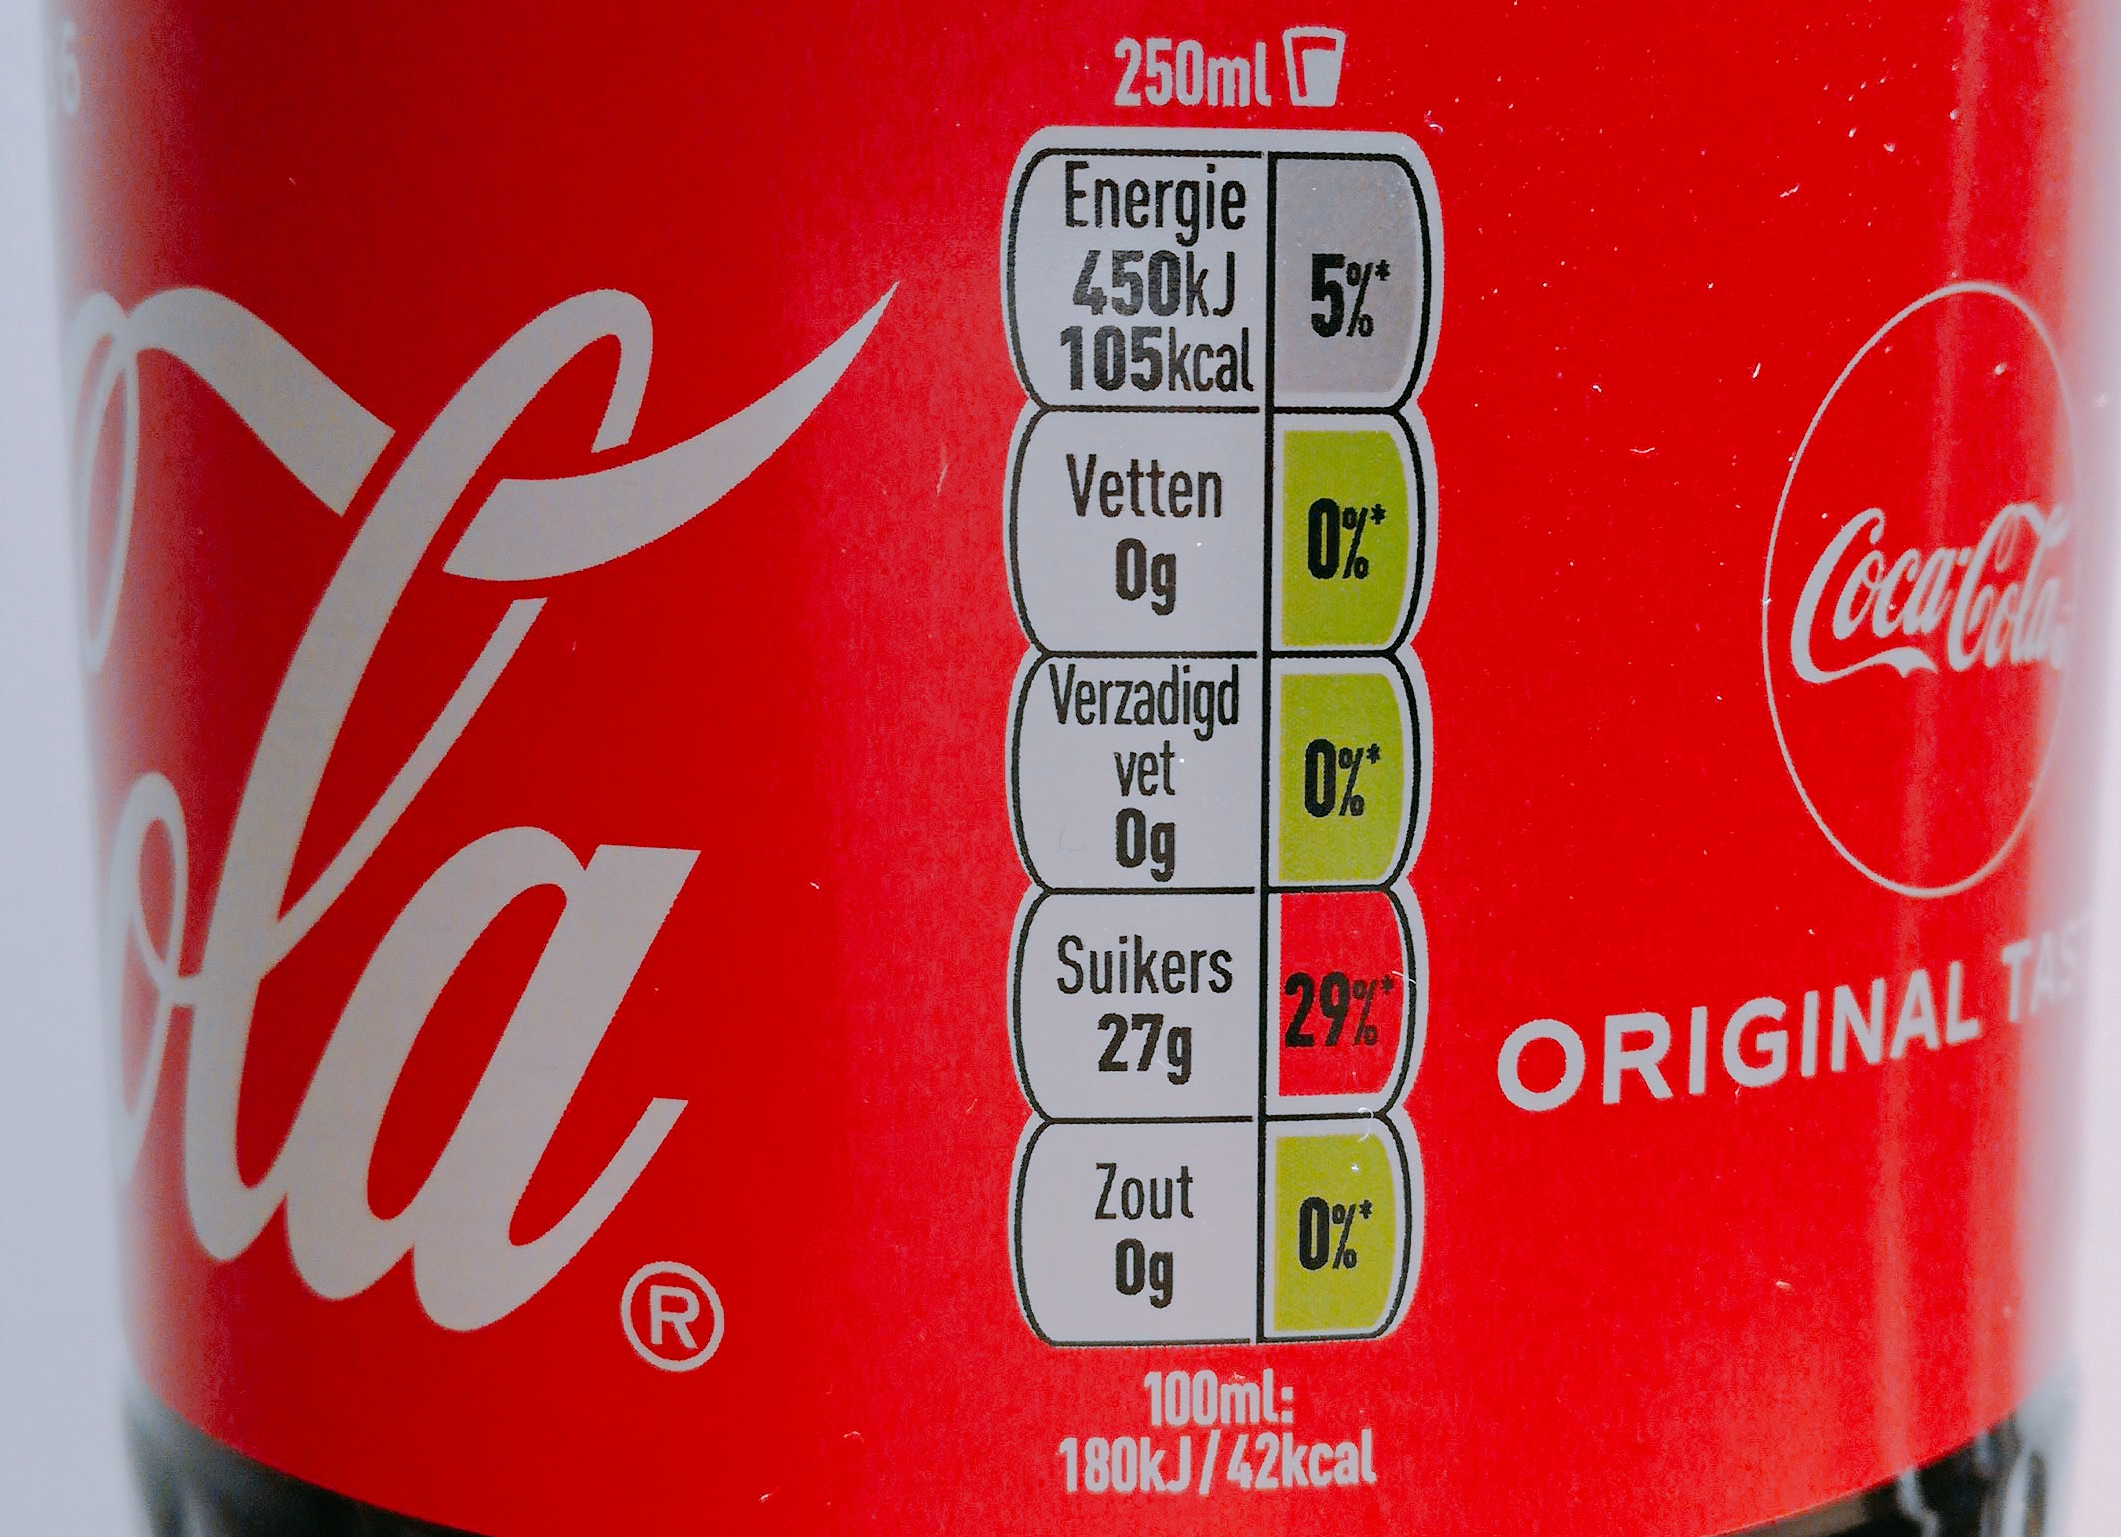 Cola
®
250ml
Energie
450kJ
105kcal
5%*
Vetten
0g
0%*
Verzadigd
vet
0g
0%*
Suikers
27g
29%*
Zout
0g
0%*
100ml:
180kJ/42kcal
Coca-Cola
ORIGINAL